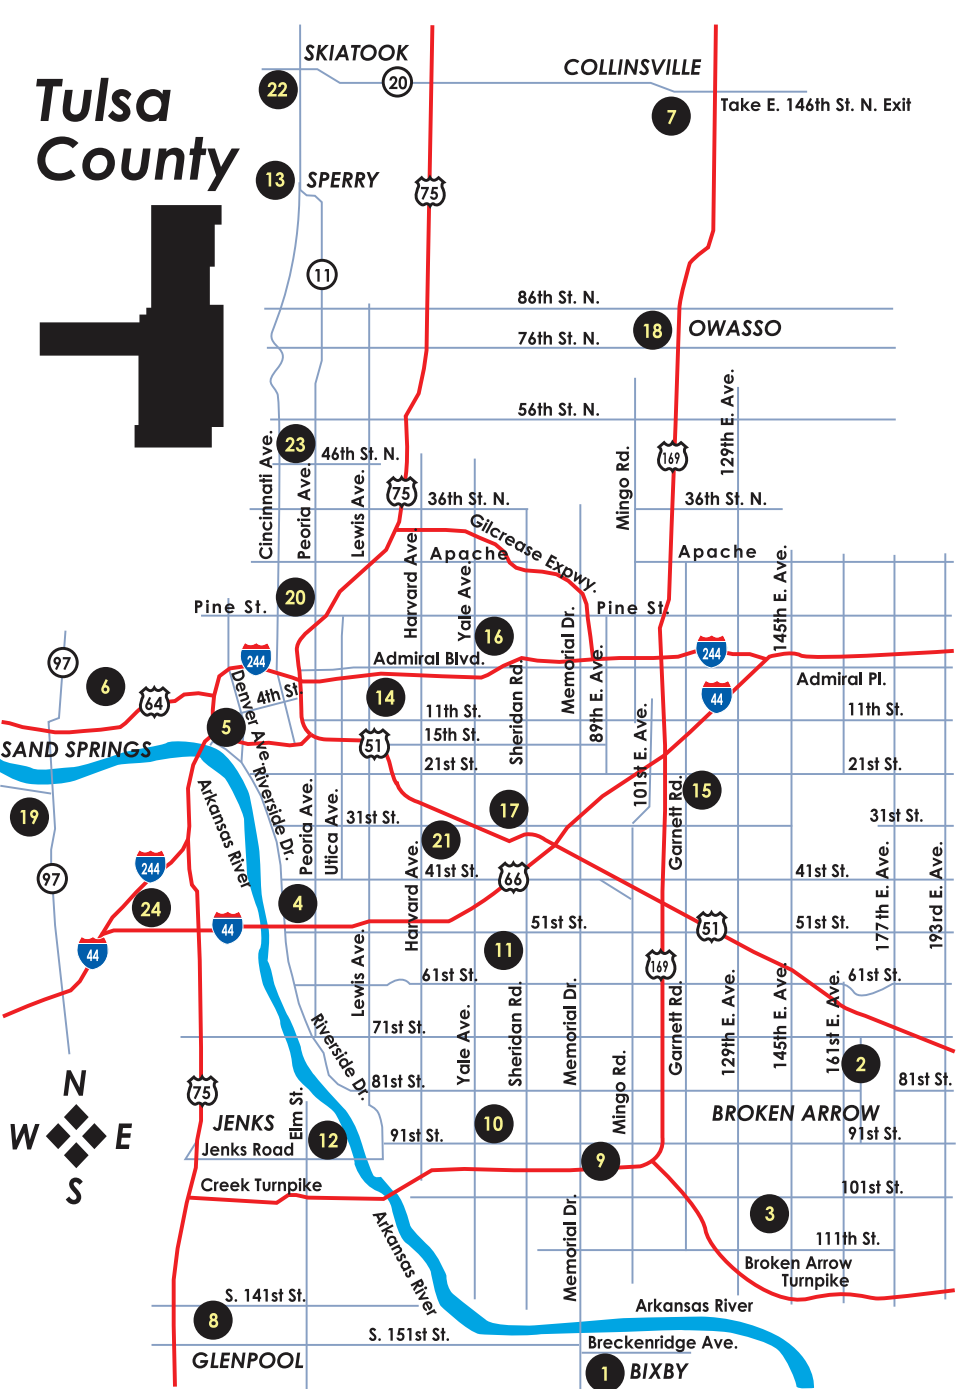 Tulsa
County
SKIATOOK
22
20
COLLINSVILLE
7
Take E. 146th St. N. Exit
13
SPERRY
75
11
86th St. N.
18
OWASSO
76th St. N.
56th St. N.
129th E. Ave.
Cincinnati Ave.
23
46th St. N.
Peoria Ave.
Lewis Ave.
75
36th St. N.
Mingo Rd.
169
36th St. N.
Gilcrease Expwy.
Apache
Apache
Harvard Ave.
Yale Ave.
145th E. Ave.
20
Pine St.
Pine St.
16
Memorial Dr.
97
244
Admiral Blvd.
244
6
64
Denver Ave.
4th St.
14
Sheridan Rd.
89th E. Ave.
44
Admiral Pl.
5
11th St.
11th St.
51
15th St.
SAND SPRINGS
21st St.
21st St.
101st E. Ave.
Riverside Dr.
Arkansas River
Peoria Ave.
Utica Ave.
19
31st St.
17
Garnett Rd.
15
31st St.
21
Harvard Ave.
41st St.
41st St.
177th E. Ave.
193rd E. Ave.
244
97
66
24
4
44
51st St.
51
51st St.
44
11
Lewis Ave.
61st St.
169
61st St.
Riverside Dr.
71st St.
Yale Ave.
Sheridan Rd.
Memorial Dr.
Mingo Rd.
Garnett Rd.
129th E. Ave.
145th E. Ave.
161st E. Ave.
2
N
75
81st St.
81st St.
W
E
S
JENKS
Elm St.
12
91st St.
10
BROKEN ARROW
91st St.
Jenks Road
9
Creek Turnpike
101st St.
Arkansas River
Memorial Dr.
3
111th St.
Broken Arrow
Turnpike
S. 141st St.
8
Arkansas River
S. 151st St.
Breckenridge Ave.
GLENPOOL
1
BIXBY